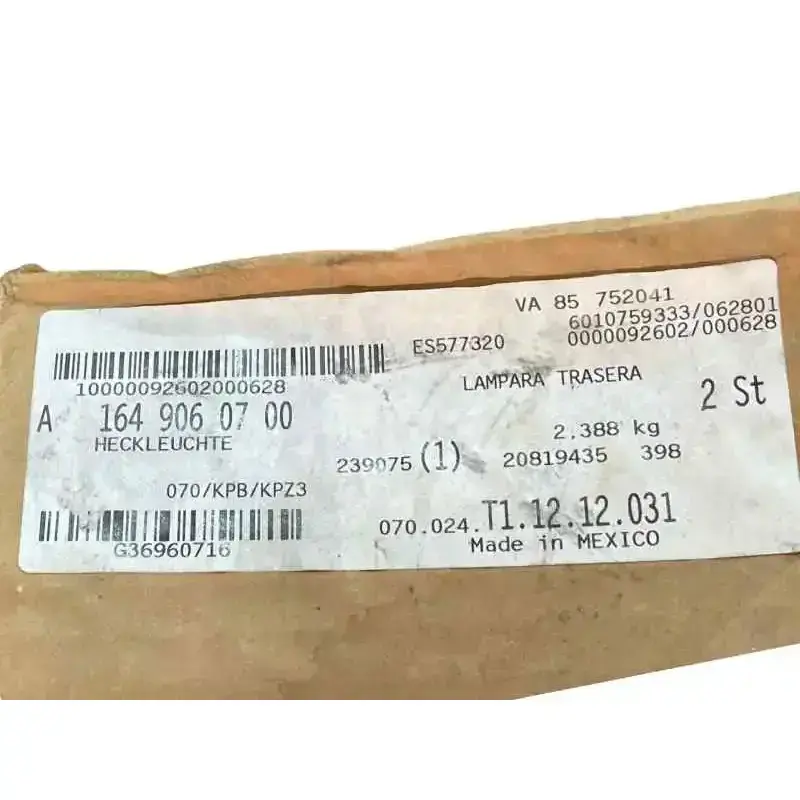 VA 85 752041
6010759333/062801
ES577320 0000092602/000628
10000092602000628
LAMPARA TRASERA
A 164 906 07 00 2 St
HECKLEUCHTE 2,388 kg
239075 (1) 20819435 398
070/KPB/KPZ3
070.024.T1.12.12.031
G36960716 Made in MEXICO